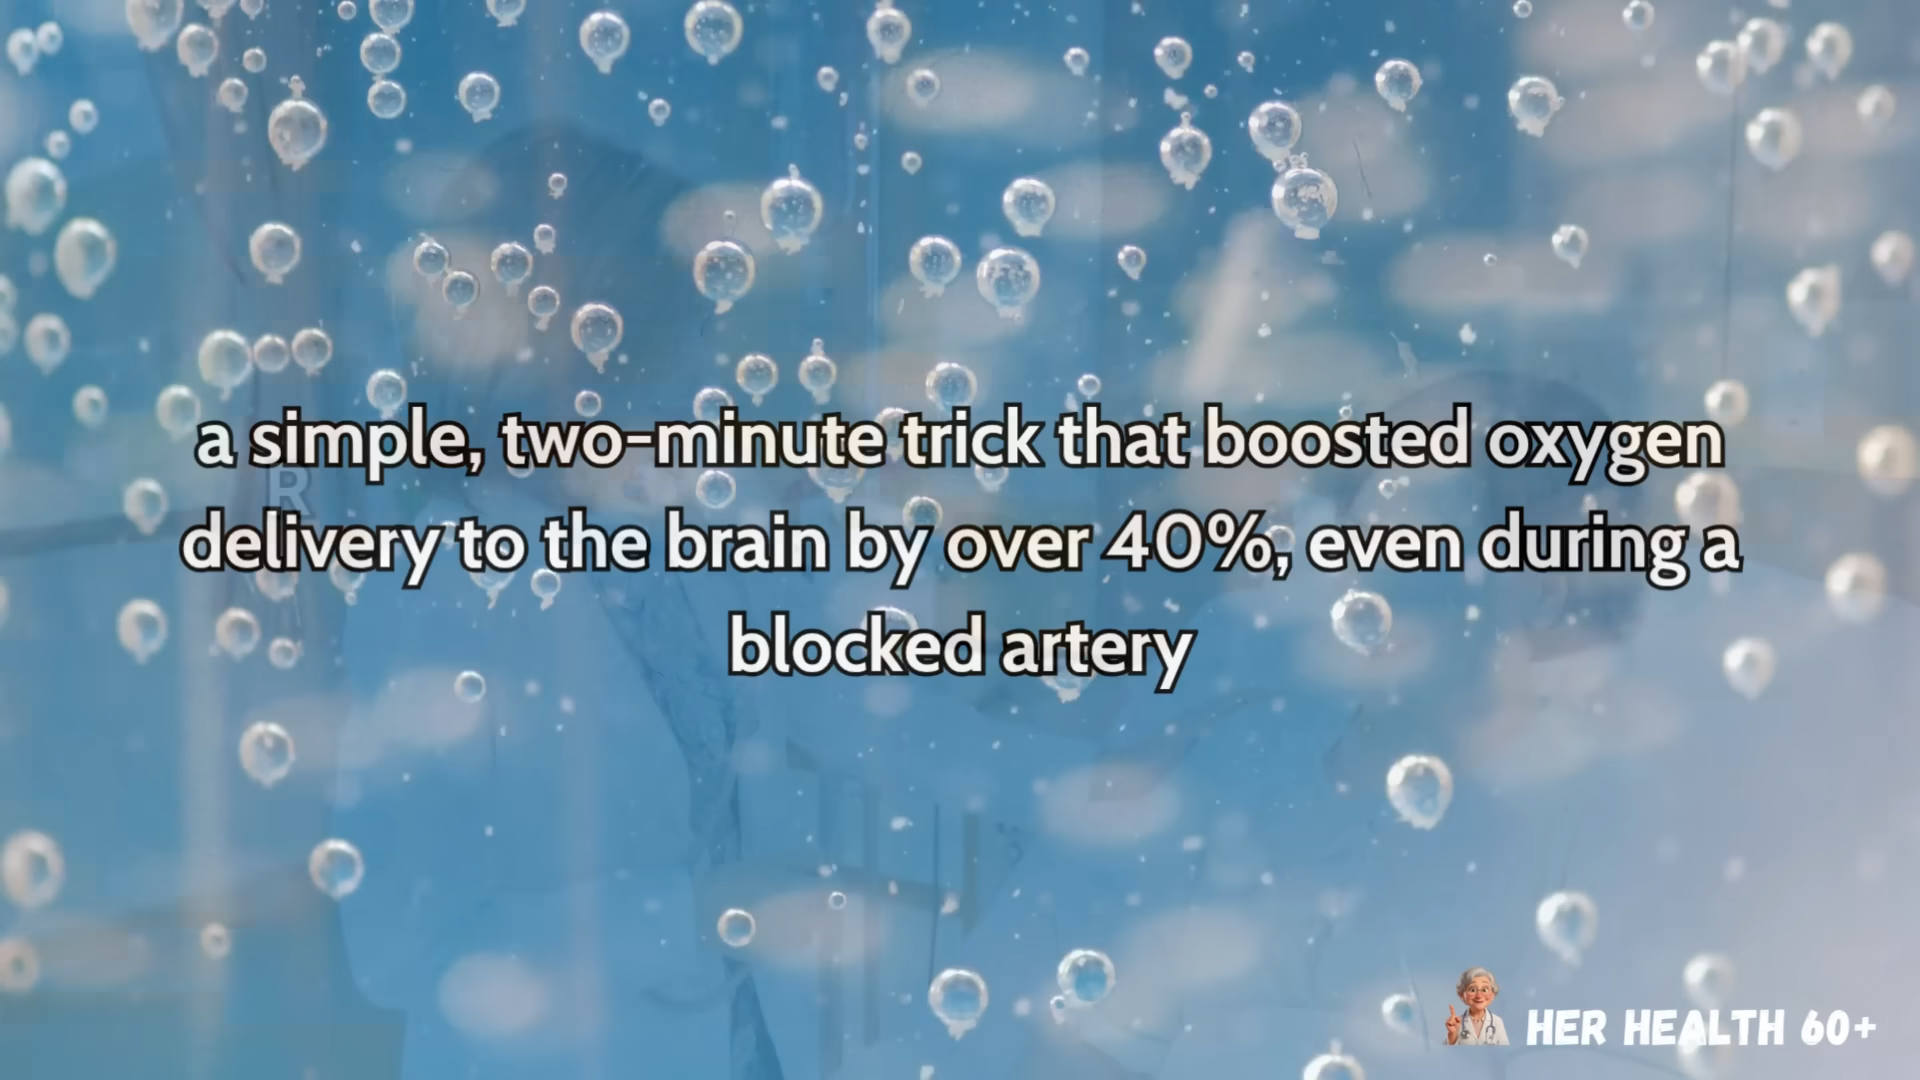 a simple, two-minute trick that boosted oxygen
delivery to the brain by over 40%, even during a
blocked artery
R
HER HEALTH 60+